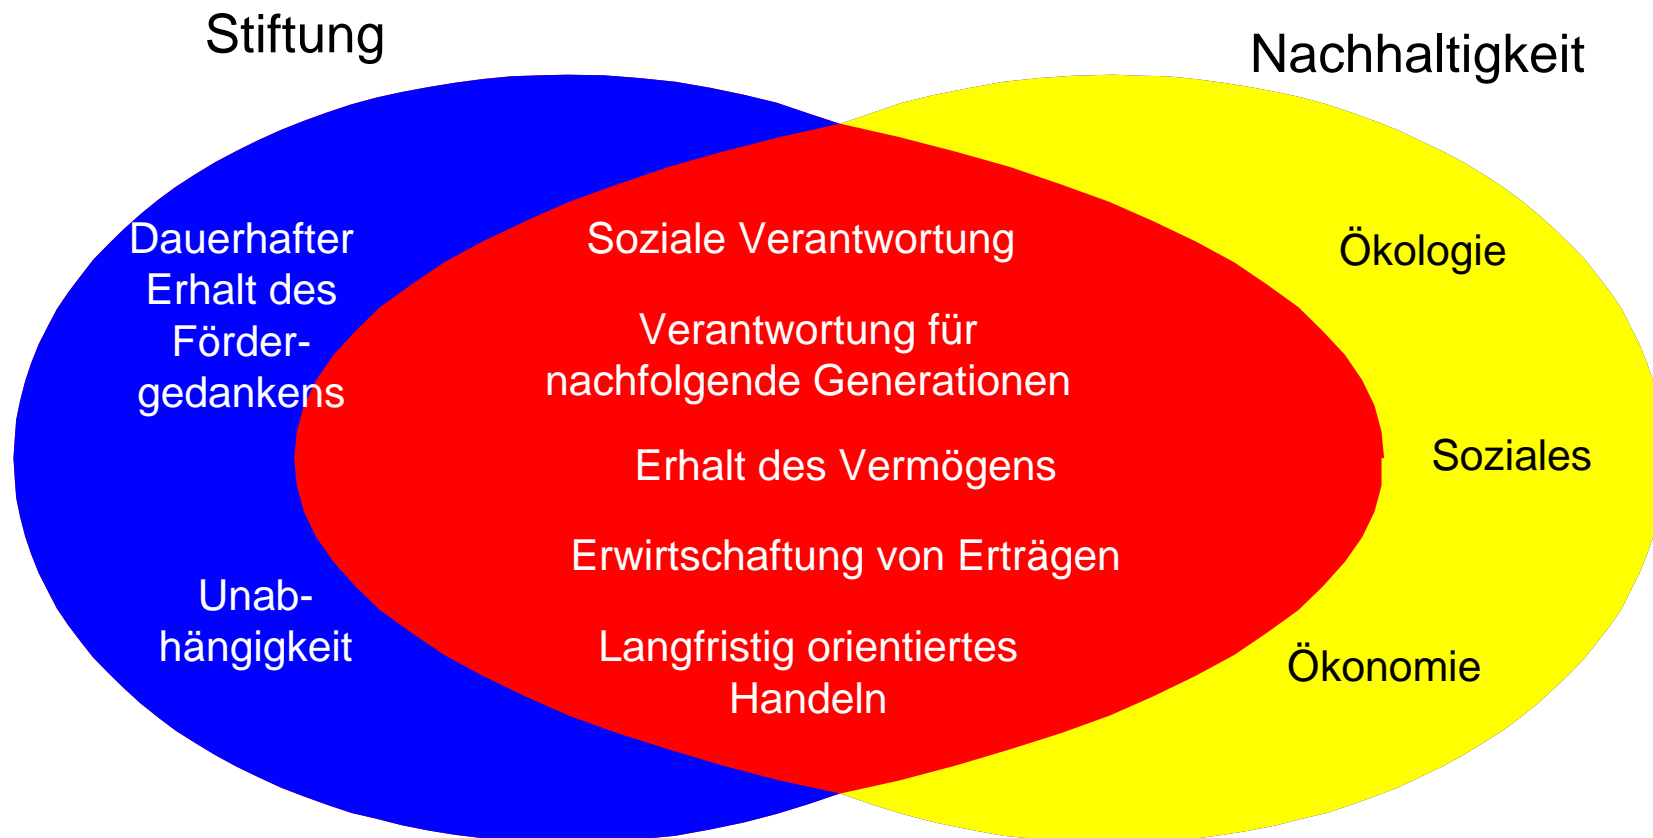 Stiftung
Nachhaltigkeit
Dauerhafter
Erhalt des
Förder-
gedankens
Unab-
hängigkeit
Soziale Verantwortung
Verantwortung für
nachfolgende Generationen
Erhalt des Vermögens
Erwirtschaftung von Erträgen
Langfristig orientiertes
Handeln
Ökologie
Soziales
Ökonomie